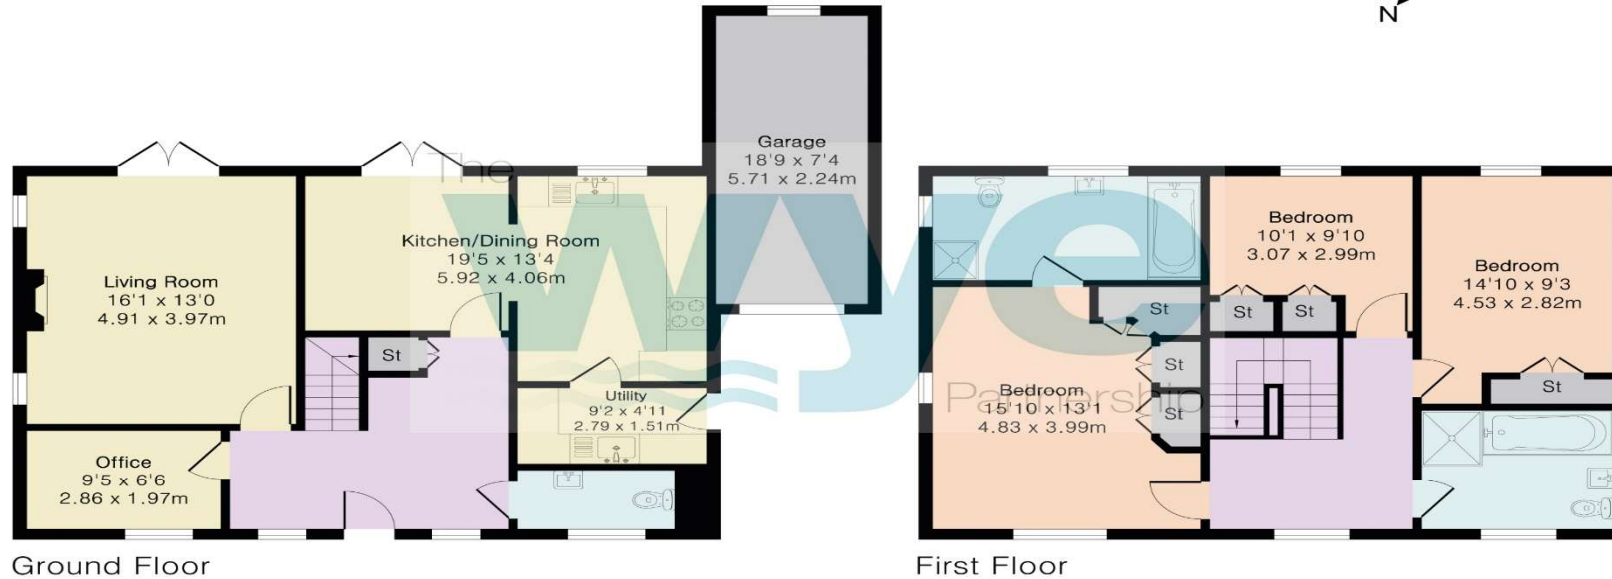 N
Garage
18'9 x 7'4
5.71 x 2.24m
The
wye
Partnership
Kitchen/Dining Room
19'5 x 13'4
5.92 x 4.06m
Living Room
16'1 x 13'0
4.91 x 3.97m
St
Utility
9'2 x 4'11
2.79 x 1.51m
Office
9'5 x 6'6
2.86 x 1.97m
Ground Floor
Bedroom
10'1 x 9'10
3.07 x 2.99m
Bedroom
14'10 x 9'3
4.53 x 2.82m
St
St
St
St
St
St
Bedroom
15'10 x 13'1
4.83 x 3.99m
First Floor